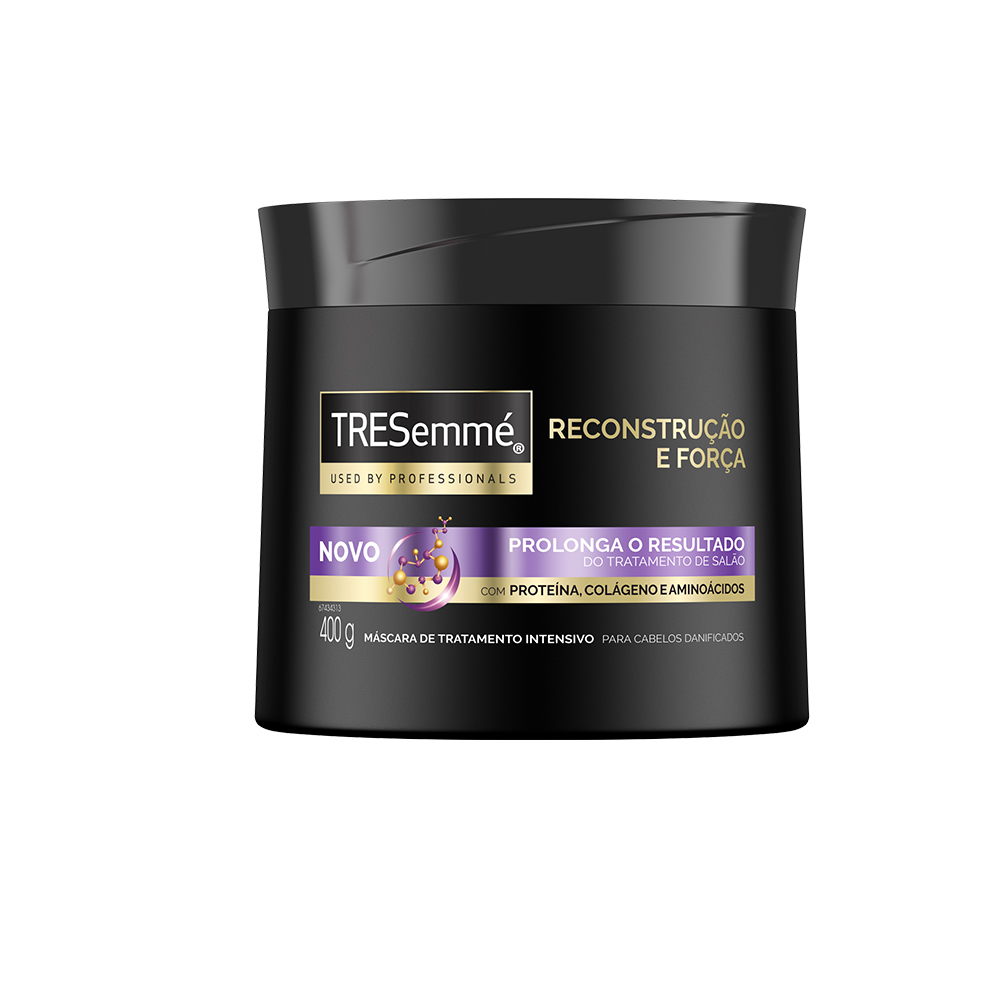 TRESemmé®
USED BY PROFESSIONALS
RECONSTRUÇÃO
E FORÇA
NOVO
PROLONGA O RESULTADO
DO TRATAMENTO DE SALÃO
COM PROTEÍNA, COLÁGENO E AMINOÁCIDOS
67434313
400 g
MÁSCARA DE TRATAMENTO INTENSIVO PARA CABELOS DANIFICADOS